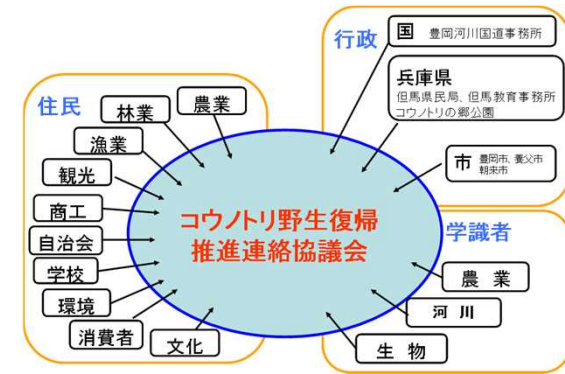 行政
国 豊岡河川国道事務所
兵庫県
但馬県民局、但馬教育事務所
コウノトリの郷公園
市 豊岡市、養父市
朝来市
住民
農業
林業
漁業
観光
商工
自治会
学校
環境
消費者
文化
コウノトリ野生復帰
推進連絡協議会
学識者
農 業
河 川
生 物